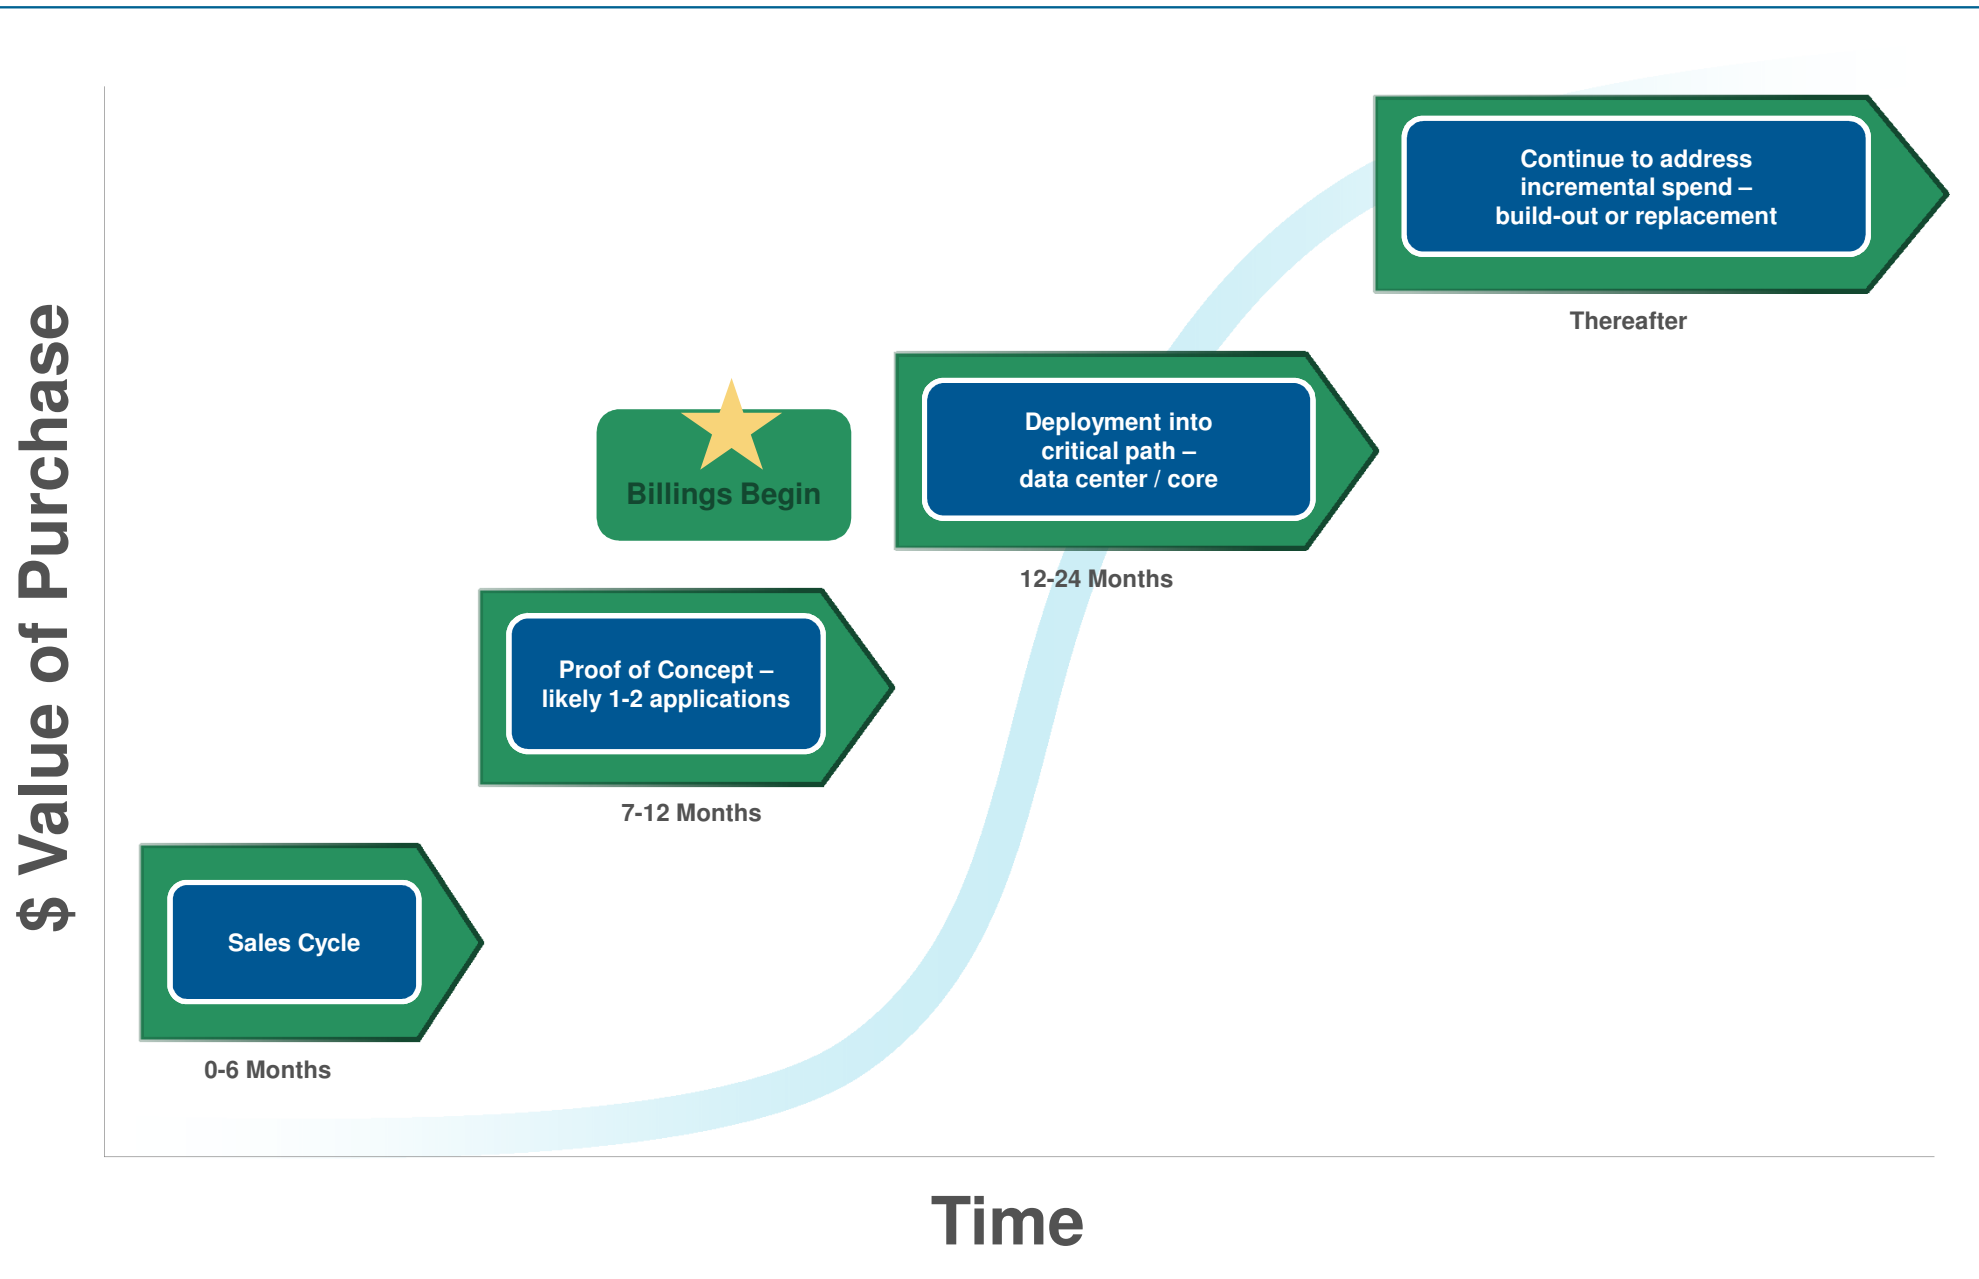 $ Value of Purchase
Continue to address
incremental spend –
build-out or replacement
Thereafter
Deployment into
critical path –
data center / core
12-24 Months
Billings Begin
Proof of Concept –
likely 1-2 applications
7-12 Months
Sales Cycle
0-6 Months
Time